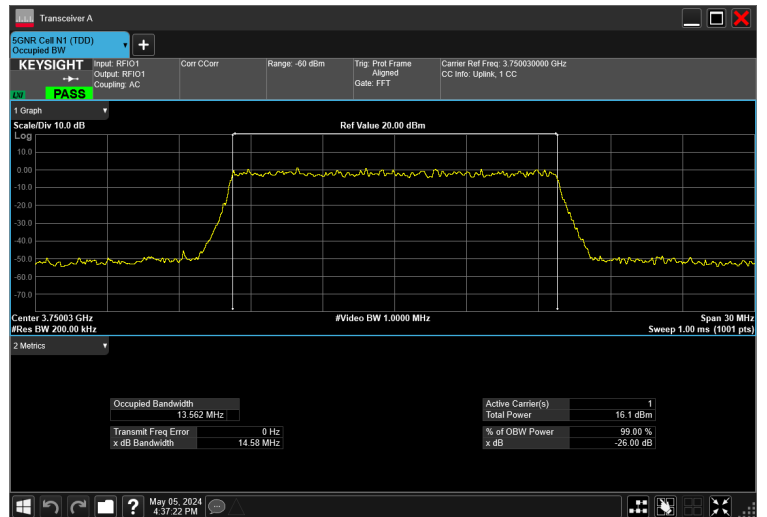 Transceiver A
5GNR Cell N1 (TDD)
Occupied BW
KEYSIGHT
Input: RFIO1
Output: RFIO1
Coupling: AC
Corr CCorr
Range: -60 dBm
Trig: Prot Frame
Aligned
Gate: FFT
Carrier Ref Freq: 3.750030000 GHz
CC Info: Uplink, 1 CC
LXI
PASS
1 Graph
Scale/Div 10.0 dB
Ref Value 20.00 dBm
Log
10.0
0.00
-10.0
-20.0
-30.0
-40.0
-50.0
-60.0
-70.0
Center 3.75003 GHz
#Video BW 1.0000 MHz
Span 30 MHz
#Res BW 200.00 kHz
Sweep 1.00 ms (1001 pts)
2 Metrics
Occupied Bandwidth
13.562 MHz
Transmit Freq Error 0 Hz
x dB Bandwidth 14.58 MHz
Active Carrier(s) 1
Total Power 16.1 dBm
% of OBW Power 99.00 %
x dB -26.00 dB
May 05, 2024
4:37:22 PM